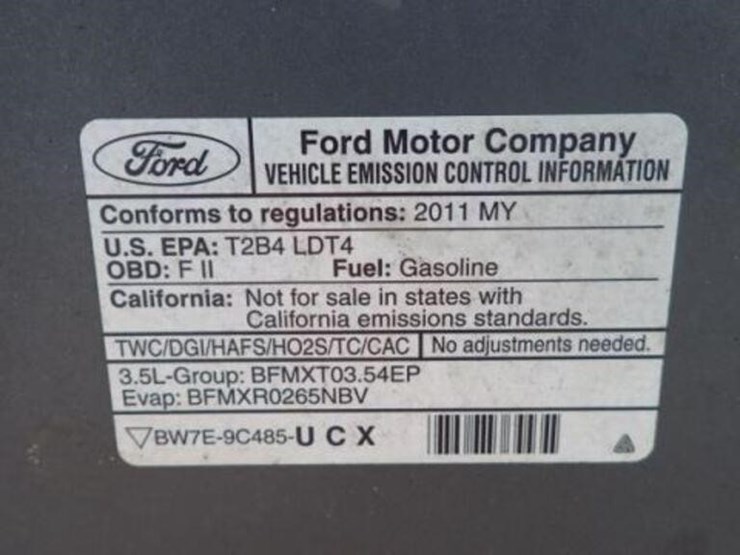 Ford
Ford Motor Company
VEHICLE EMISSION CONTROL INFORMATION
Conforms to regulations: 2011 MY
U.S. EPA: T2B4 LDT4
OBD: F II Fuel: Gasoline
California: Not for sale in states with
California emissions standards.
TWC/DGI/HAFS/HO2S/TC/CAC No adjustments needed.
3.5L-Group: BFMXT03.54EP
Evap: BFMXR0265NBV
BW7E-9C485-U C X